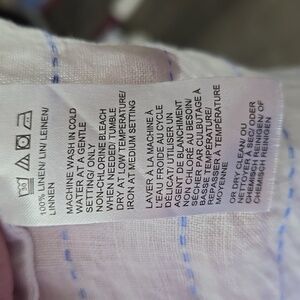 100% LINEN/ LIN/ LEINEN/
LINNEN
MACHINE WASH IN COLD
WATER AT A GENTLE
SETTING/ ONLY
NON-CHLORINE BLEACH
WHEN NEEDED/ TUMBLE
DRY AT LOW TEMPERATURE/
IRON AT MEDIUM SETTING
LAVER À LA MACHINE À
L'EAU FROIDE AU CYCLE
DÉLICAT/ UTILISER UN
AGENT DE BLANCHIMENT
NON CHLORÉ AU BESOIN/
SÉCHER PAR CULBUTAGE À
BASSE TEMPÉRATURE/
REPASSER À TEMPÉRATURE
MOYENNE
OR DRY CLEAN/ OU
NETTOYER À SEC/ ODER
CHEMISCH REINIGEN/ OF
CHEMISCH REINIGEN/